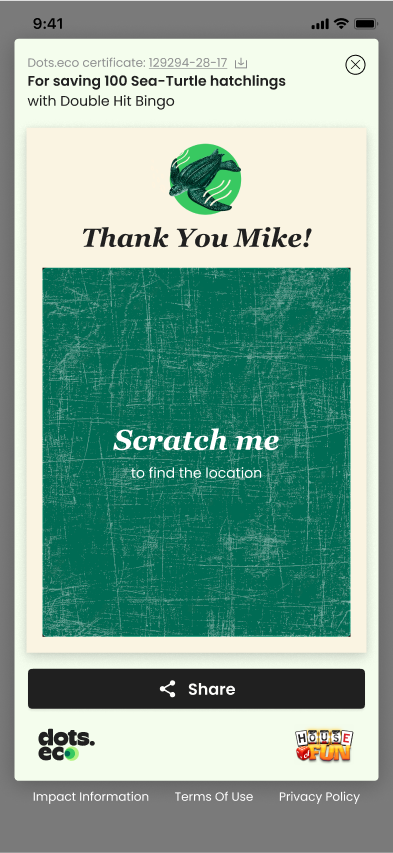 9:41
Dots.eco certificate: 129294-28-17
For saving 100 Sea-Turtle hatchlings
with Double Hit Bingo
Thank You Mike!
Scratch me
to find the location
Share
dots.
eco
HOUSE
OF FUN
Impact Information Terms Of Use Privacy Policy